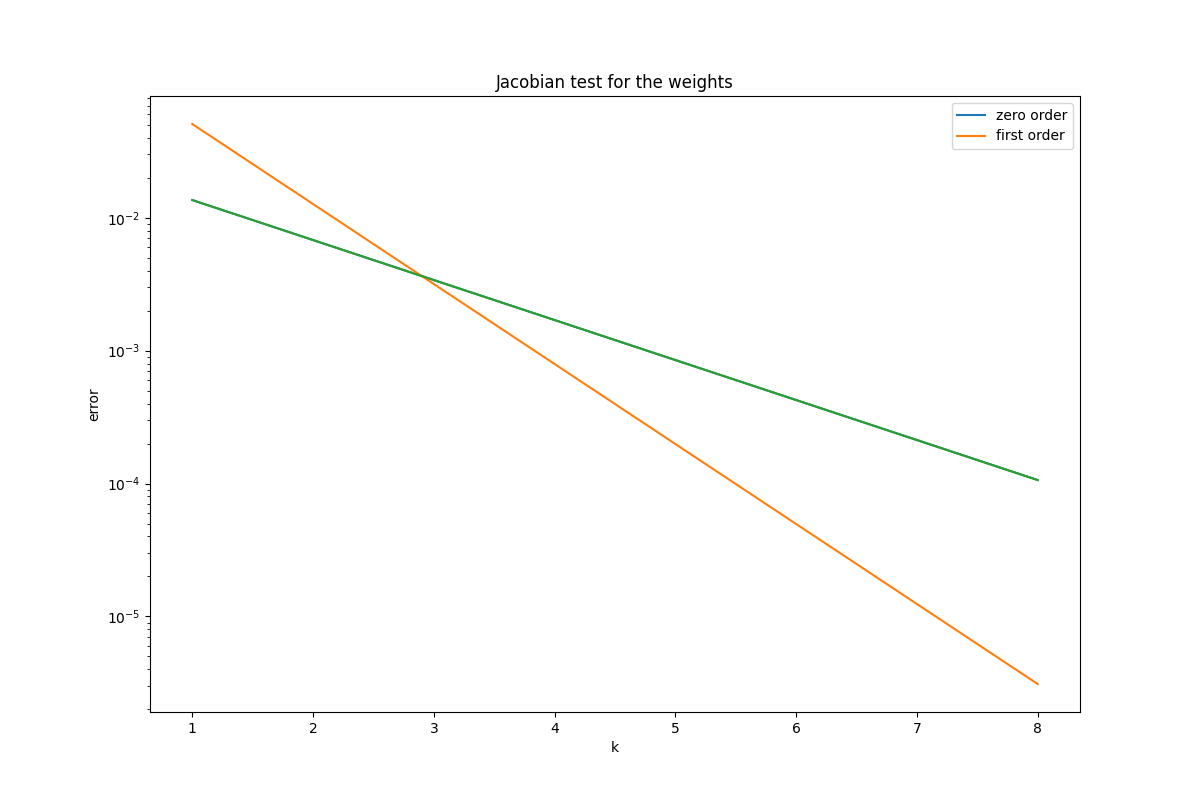 Jacobian test for the weights
zero order
first order
10⁻²
10⁻³
10⁻⁴
10⁻⁵
error
1 2 3 4 5 6 7 8
k